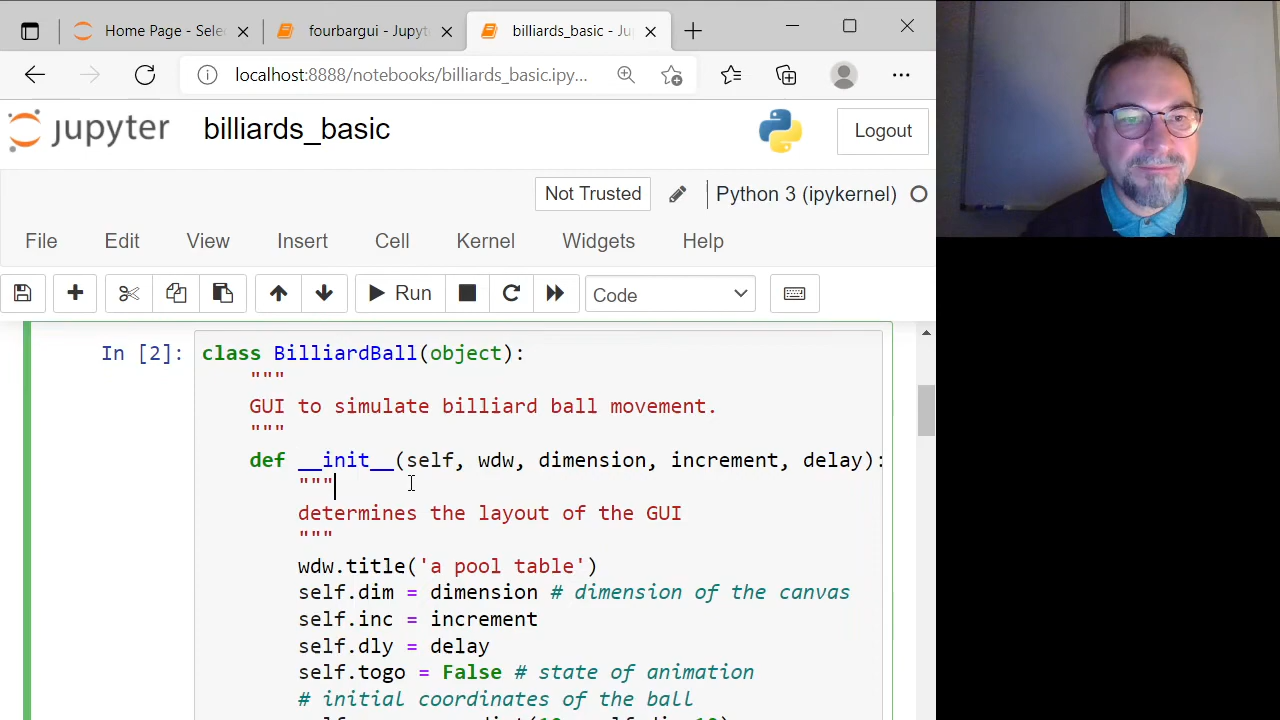 Home Page - Sele
fourbargui - Jupyt
billiards_basic - Ju
localhost:8888/notebooks/billiards_basic.ipy...
jupyter billiards_basic
Logout
Not Trusted
Python 3 (ipykernel)
File Edit View Insert Cell Kernel Widgets Help
Run
Code
In [2]: class BilliardBall(object):
"""
GUI to simulate billiard ball movement.
"""
def __init__(self, wdw, dimension, increment, delay):
"""
determines the layout of the GUI
"""
wdw.title('a pool table')
self.dim = dimension # dimension of the canvas
self.inc = increment
self.dly = delay
self.togo = False # state of animation
# initial coordinates of the ball